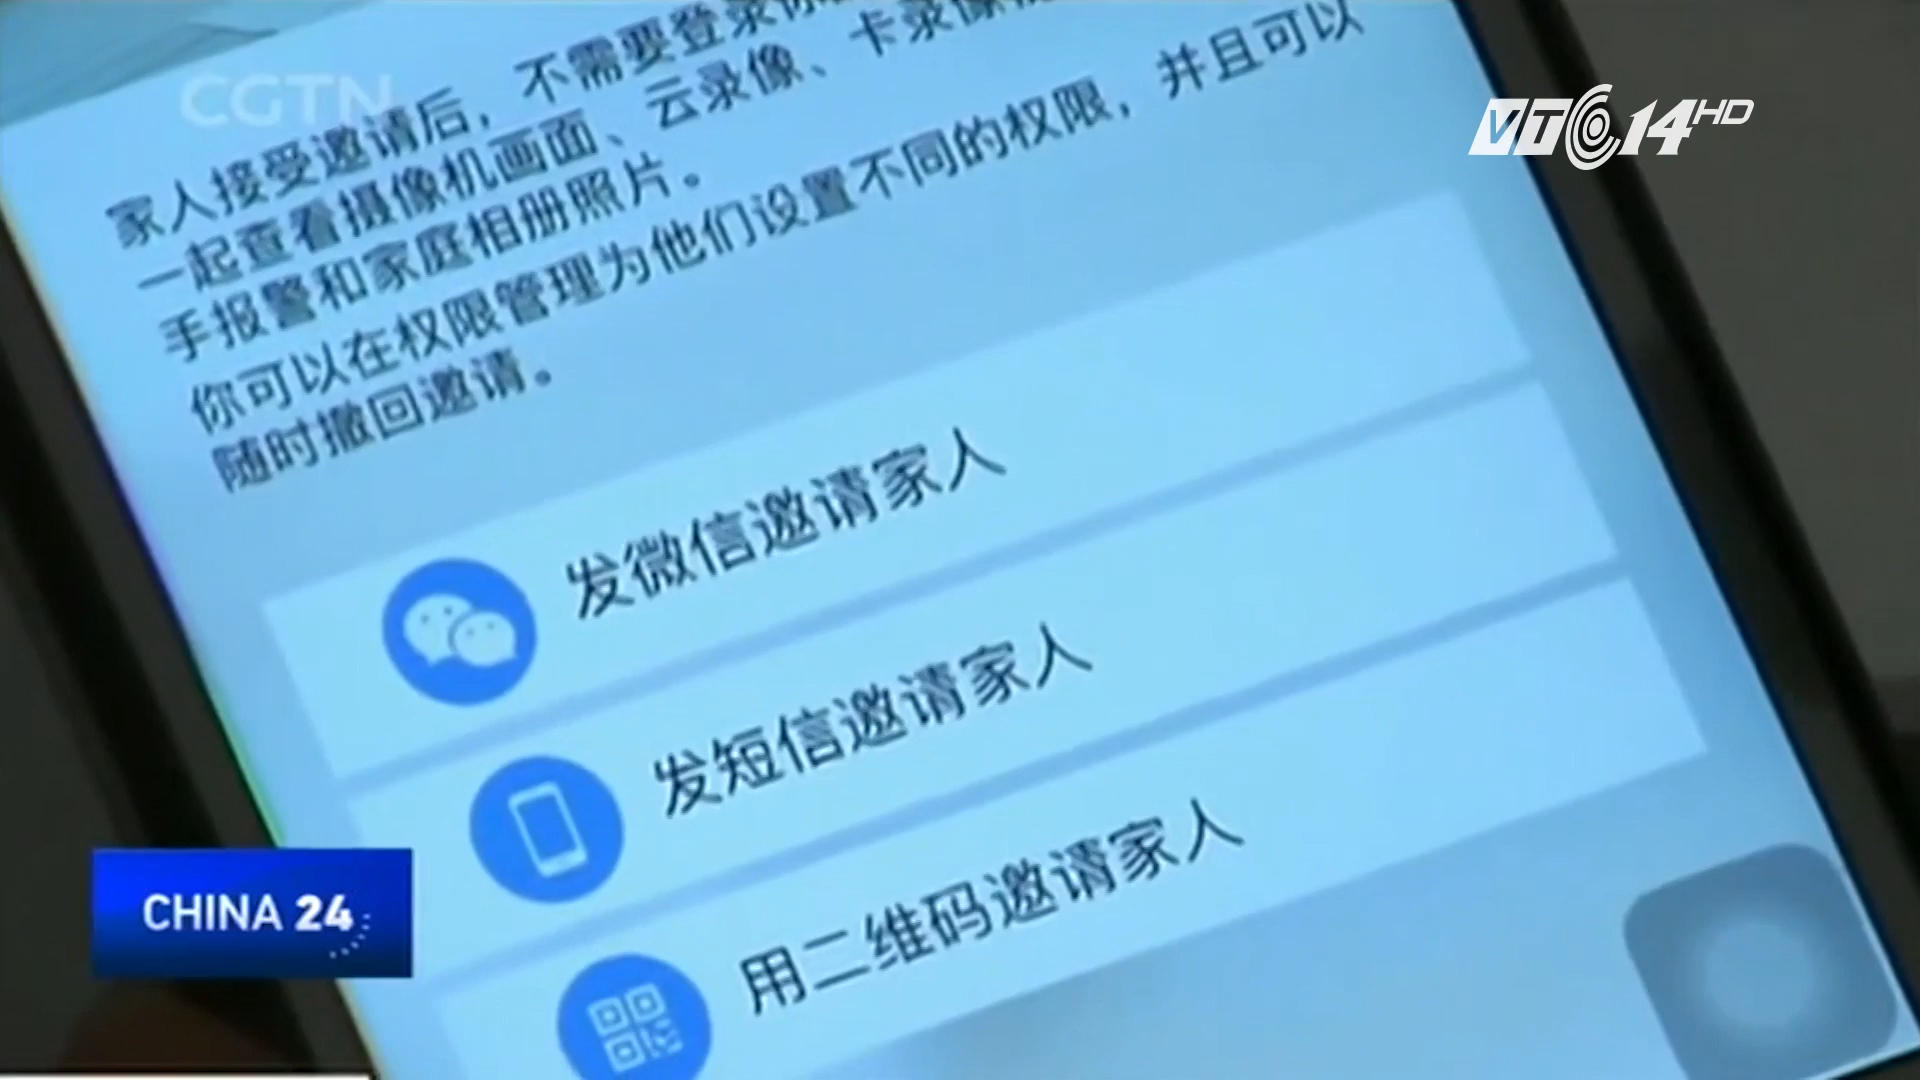 CGTN
VTC14HD
家人接受邀请后，不需要登录你
一起查看摄像机画面、云录像、卡录像
手报警和家庭相册照片。
你可以在权限管理为他们设置不同的权限，并且可以
随时撤回邀请。
发微信邀请家人
发短信邀请家人
用二维码邀请家人
CHINA 24